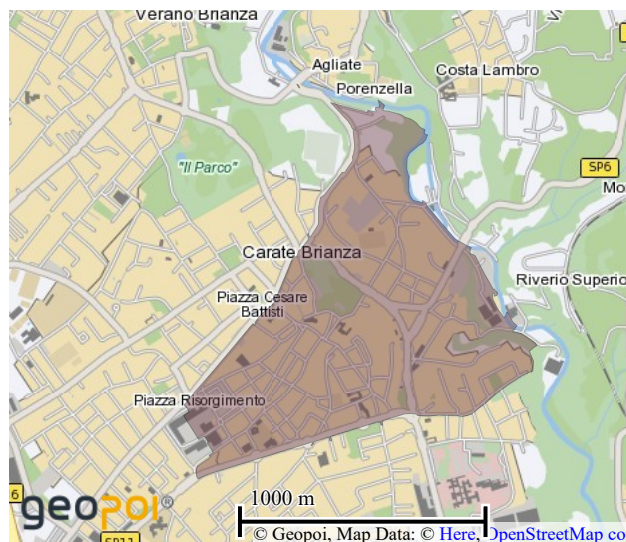 Verano Brianza
Agliate
Porenzella
Costa Lambro
"Il Parco"
SP6
Mo
Carate Brianza
Riverio Superio
Piazza Cesare
Battisti
Piazza Risorgimento
6
geopoi®
1000 m
SP11
© Geopoi, Map Data: © Here, OpenStreetMap co